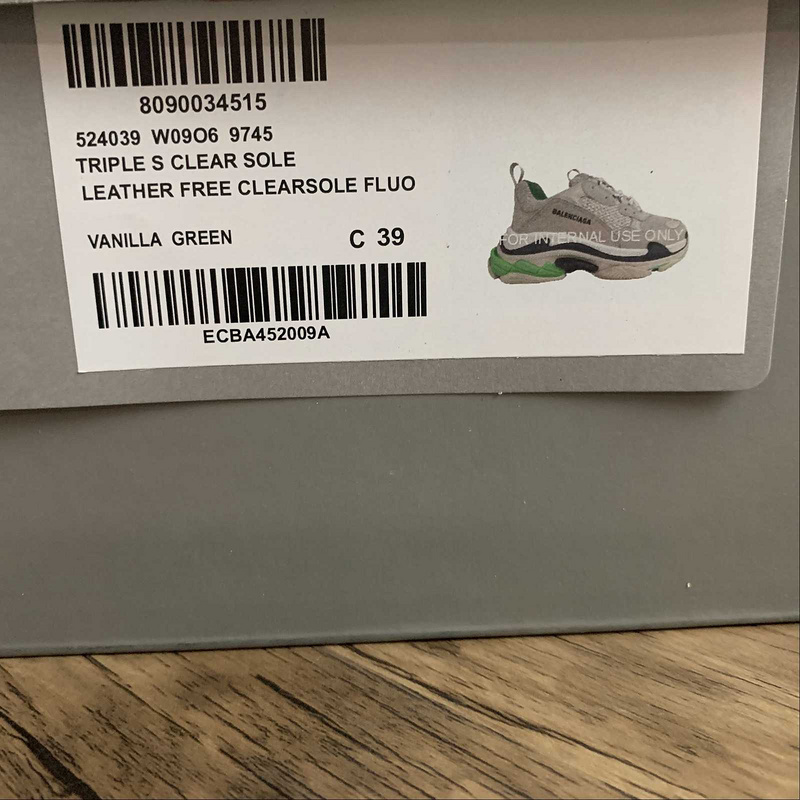 8090034515
524039 W09O6 9745
TRIPLE S CLEAR SOLE
LEATHER FREE CLEARSOLE FLUO
VANILLA GREEN C 39
ECBA452009A
BALENCIAGA
FOR INTERNAL USE ONLY